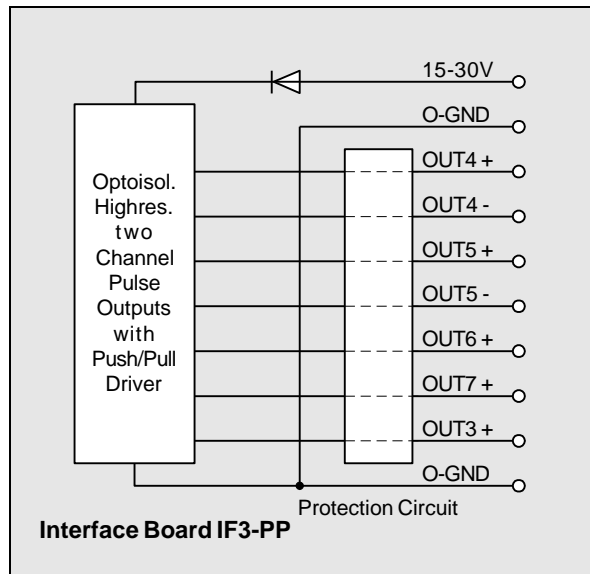 15-30V
O-GND
OUT4 +
OUT4 -
OUT5 +
OUT5 -
OUT6 +
OUT7 +
OUT3 +
O-GND
Optoisol.
Highres.
two
Channel
Pulse
Outputs
with
Push/Pull
Driver
Protection Circuit
Interface Board IF3-PP